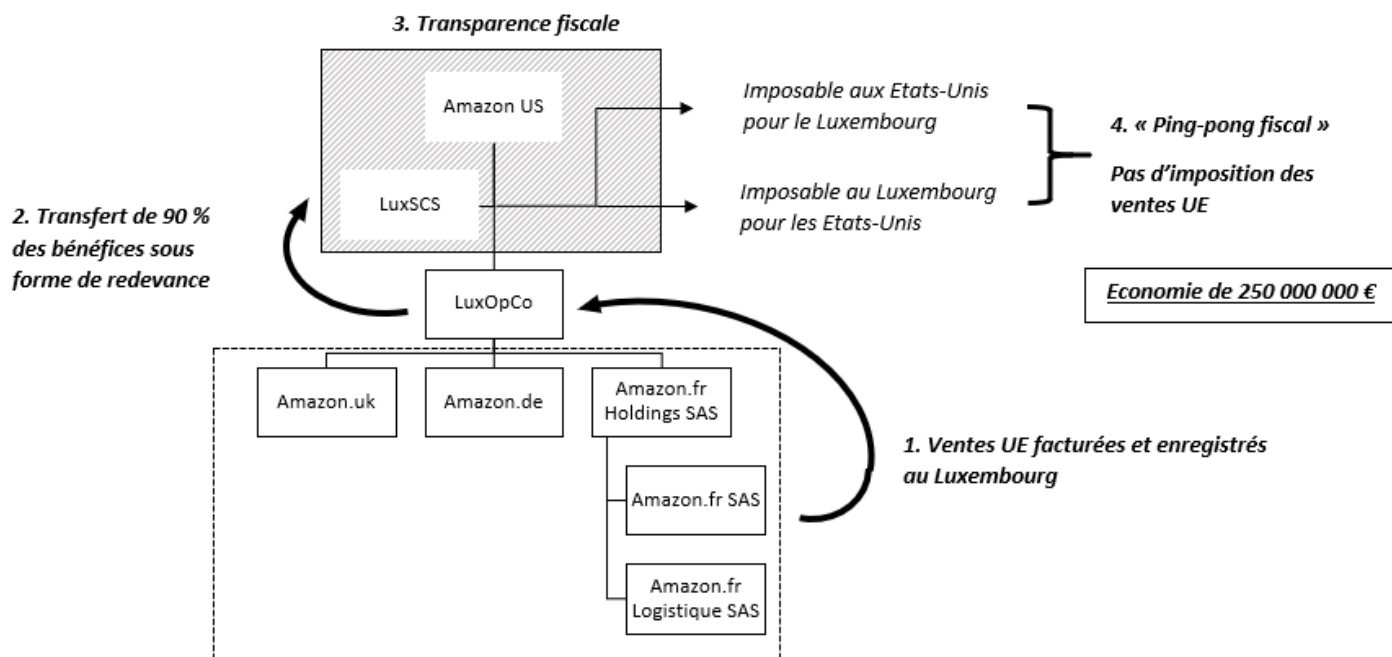 3. Transparence fiscale
Amazon US
LuxSCS
Imposable aux Etats-Unis
pour le Luxembourg
Imposable au Luxembourg
pour les Etats-Unis
4. « Ping-pong fiscal »
Pas d'imposition des
ventes UE
2. Transfert de 90 %
des bénéfices sous
forme de redevance
LuxOpCo
Economie de 250 000 000 €
Amazon.uk
Amazon.de
Amazon.fr
Holdings SAS
1. Ventes UE facturées et enregistrés
au Luxembourg
Amazon.fr SAS
Amazon.fr
Logistique SAS